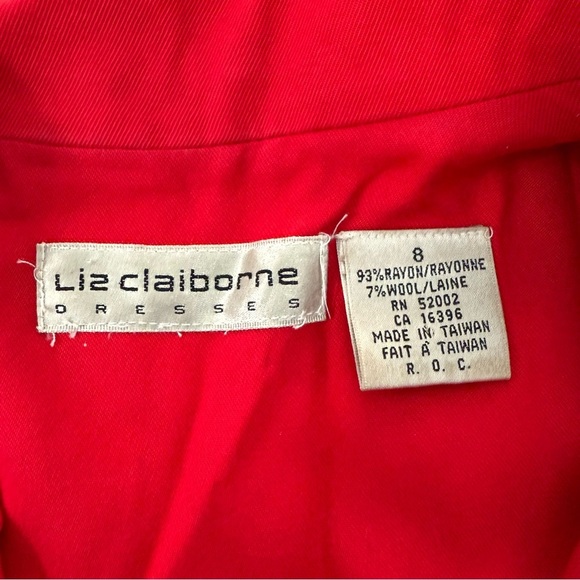 Liz claiborne
DRESSES
8
93%RAYON/RAYONNE
7%WOOL/LAINE
RN 52002
CA 16396
MADE IN TAIWAN
FAIT À TAIWAN
R. O. C.